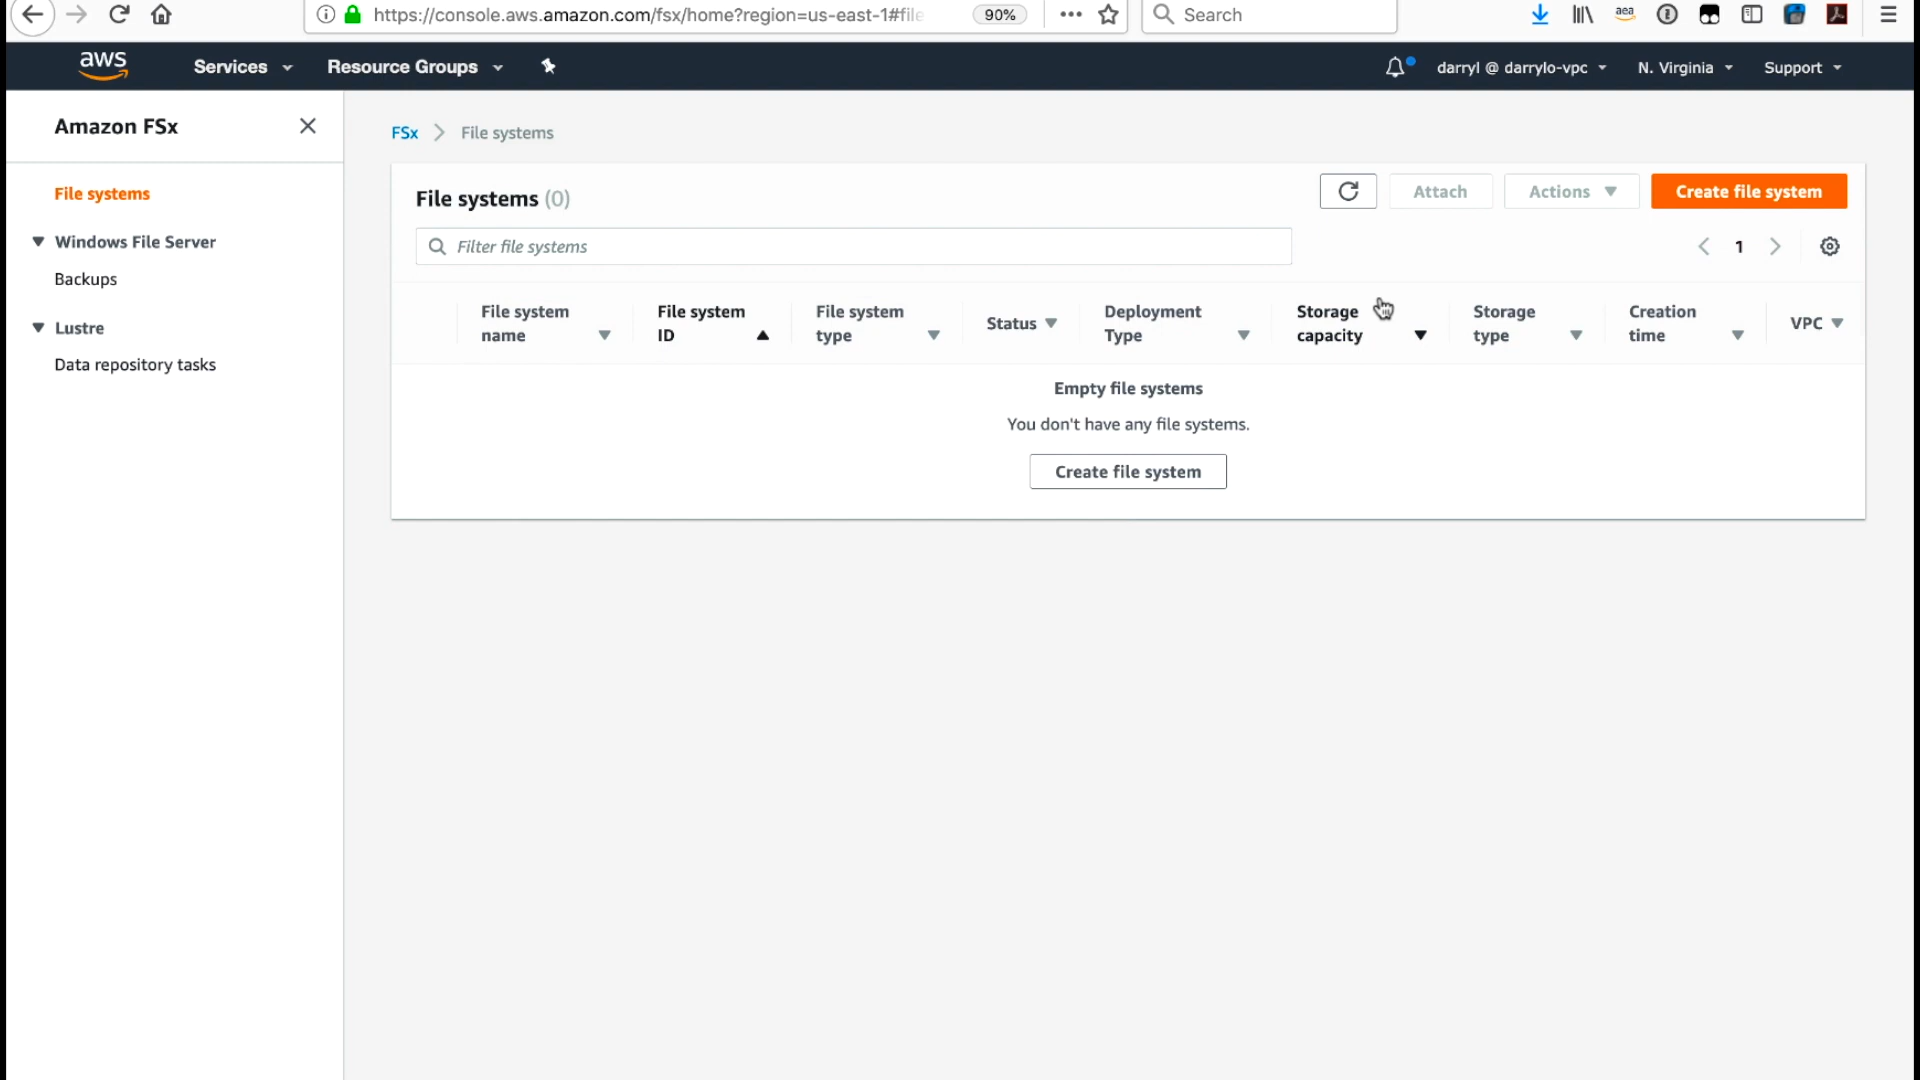 https://console.aws.amazon.com/fsx/home?region=us-east-1#file
90%
Search
aea
aws
Services
Resource Groups
darryl @ darrylo-vpc
N. Virginia
Support
Amazon FSx
File systems
Windows File Server
Backups
Lustre
Data repository tasks
FSx > File systems
File systems (0)
Attach
Actions
Create file system
Filter file systems
1
File system name
File system ID
File system type
Status
Deployment Type
Storage capacity
Storage type
Creation time
VPC
Empty file systems
You don't have any file systems.
Create file system